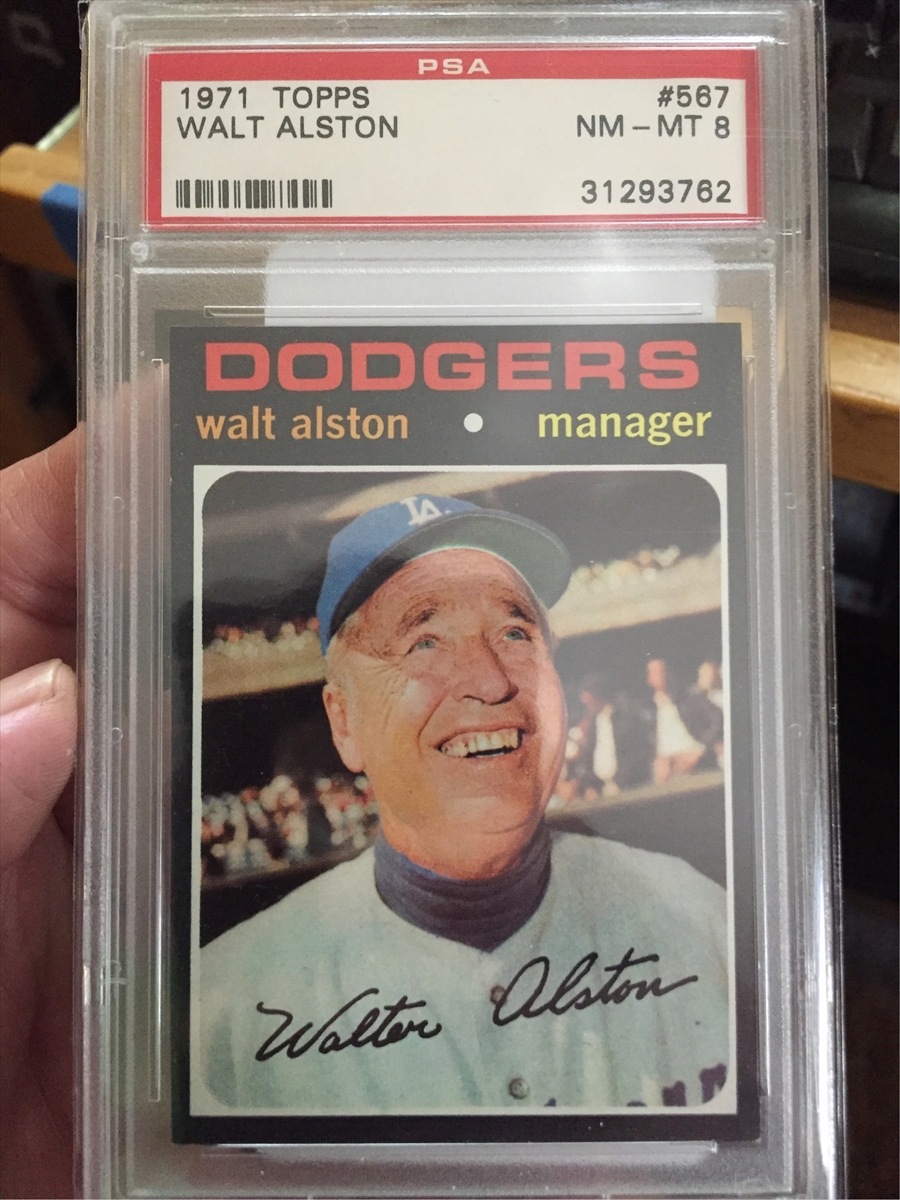 PSA
1971 TOPPS #567
WALT ALSTON NM-MT 8
31293762
DODGERS
walt alston • manager
LA
Walter Alston